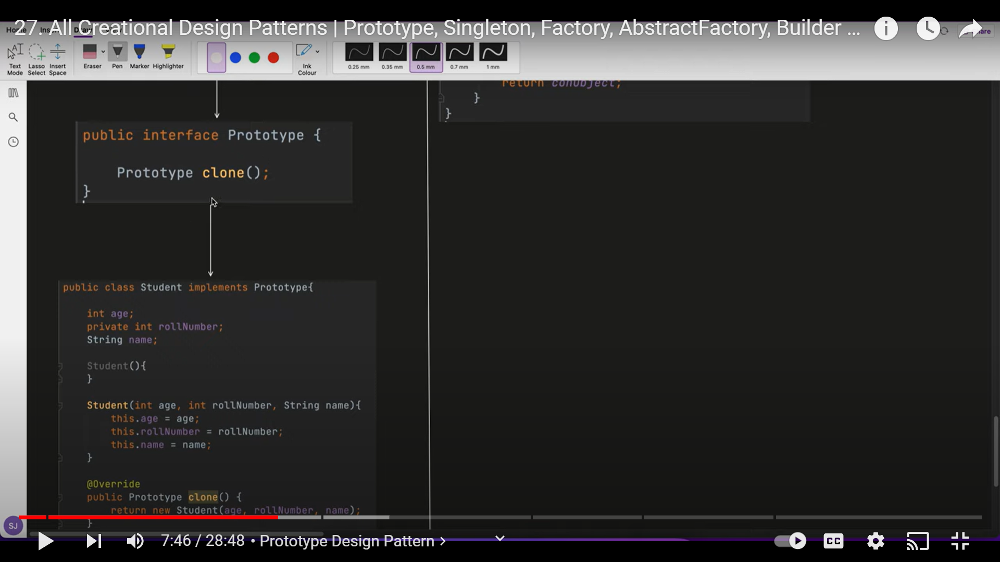 27. All Creational Design Patterns | Prototype, Singleton, Factory, AbstractFactory, Builder ...
Home Insert Draw
Text Mode
Lasso Select
Insert Space
Eraser
Pen
Marker
Highlighter
Ink Colour
0.25 mm
0.35 mm
0.5 mm
0.7 mm
1 mm
return conObject;
}
}
public interface Prototype {
Prototype clone();
}
public class Student implements Prototype{
int age;
private int rollNumber;
String name;
Student(){
}
Student(int age, int rollNumber, String name){
this.age = age;
this.rollNumber = rollNumber;
this.name = name;
}
@Override
public Prototype clone() {
return new Student(age, rollNumber, name);
}
SJ
7:46 / 28:48 • Prototype Design Pattern >
CC